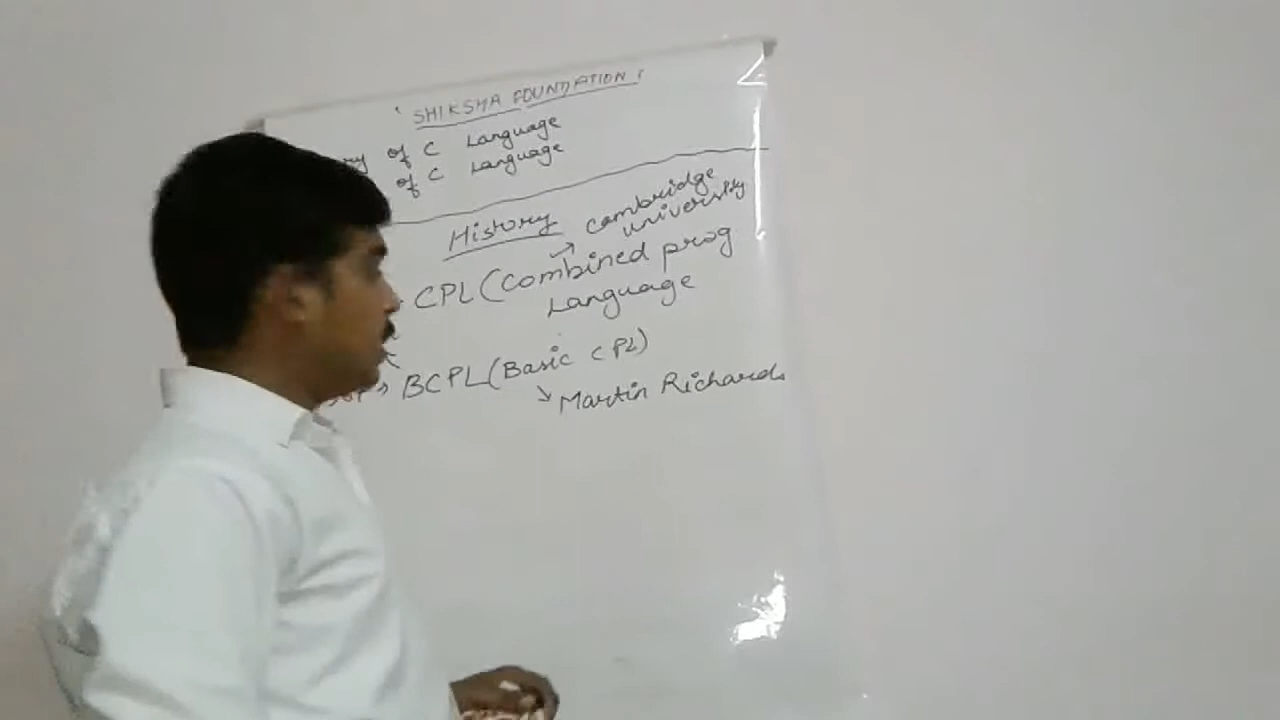 ' SHIKSHA FOUNDATION '
of C Language
of C Language
History
cambridge
university
CPL (Combined prog
Language
BCPL (Basic CPL)
Martin Richards